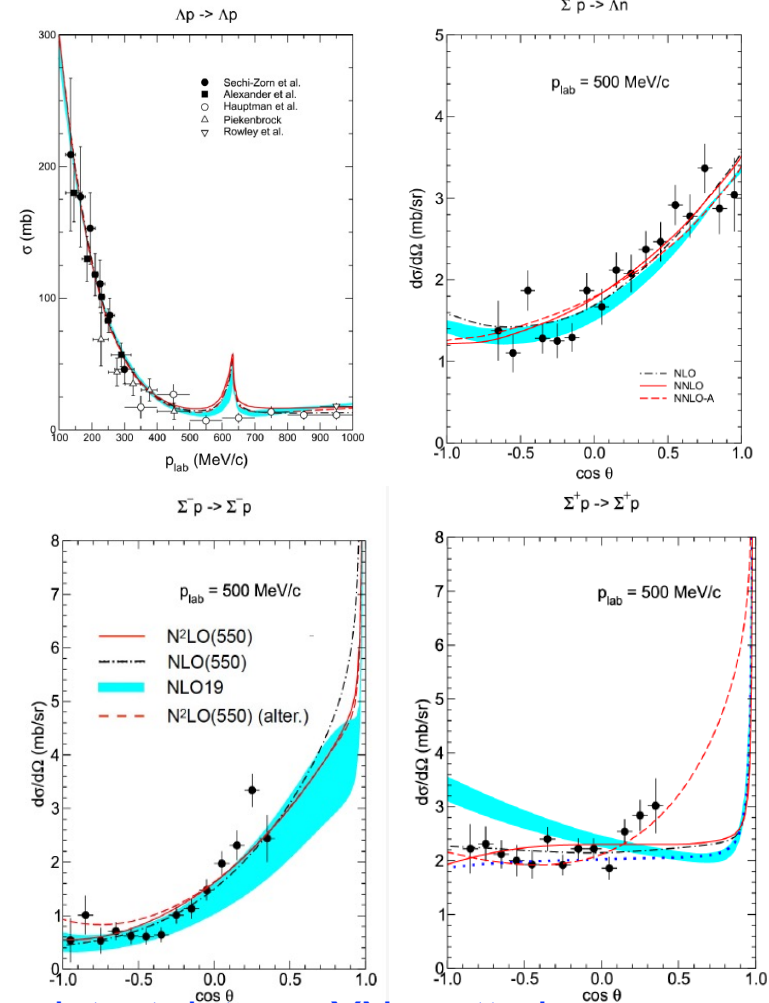 Λp -> Λp
300
200
100
0
σ (mb)
Sechi-Zorn et al.
Alexander et al.
Hauptman et al.
Piekenbrock
Rowley et al.
100 200 300 400 500 600 700 800 900 1000
p_lab (MeV/c)
Σ p -> Λn
5
4
3
2
1
0
dσ/dΩ (mb/sr)
p_lab = 500 MeV/c
NLO
NNLO
NNLO-A
-1.0 -0.5 0.0 0.5 1.0
cos θ
Σ⁻p -> Σ⁻p
8
7
6
5
4
3
2
1
0
dσ/dΩ (mb/sr)
p_lab = 500 MeV/c
N²LO(550)
NLO(550)
NLO19
N²LO(550) (alter.)
-1.0 -0.5 0.0 0.5 1.0
cos θ
Σ⁺p -> Σ⁺p
8
7
6
5
4
3
2
1
0
dσ/dΩ (mb/sr)
p_lab = 500 MeV/c
-1.0 -0.5 0.0 0.5 1.0
cos θ